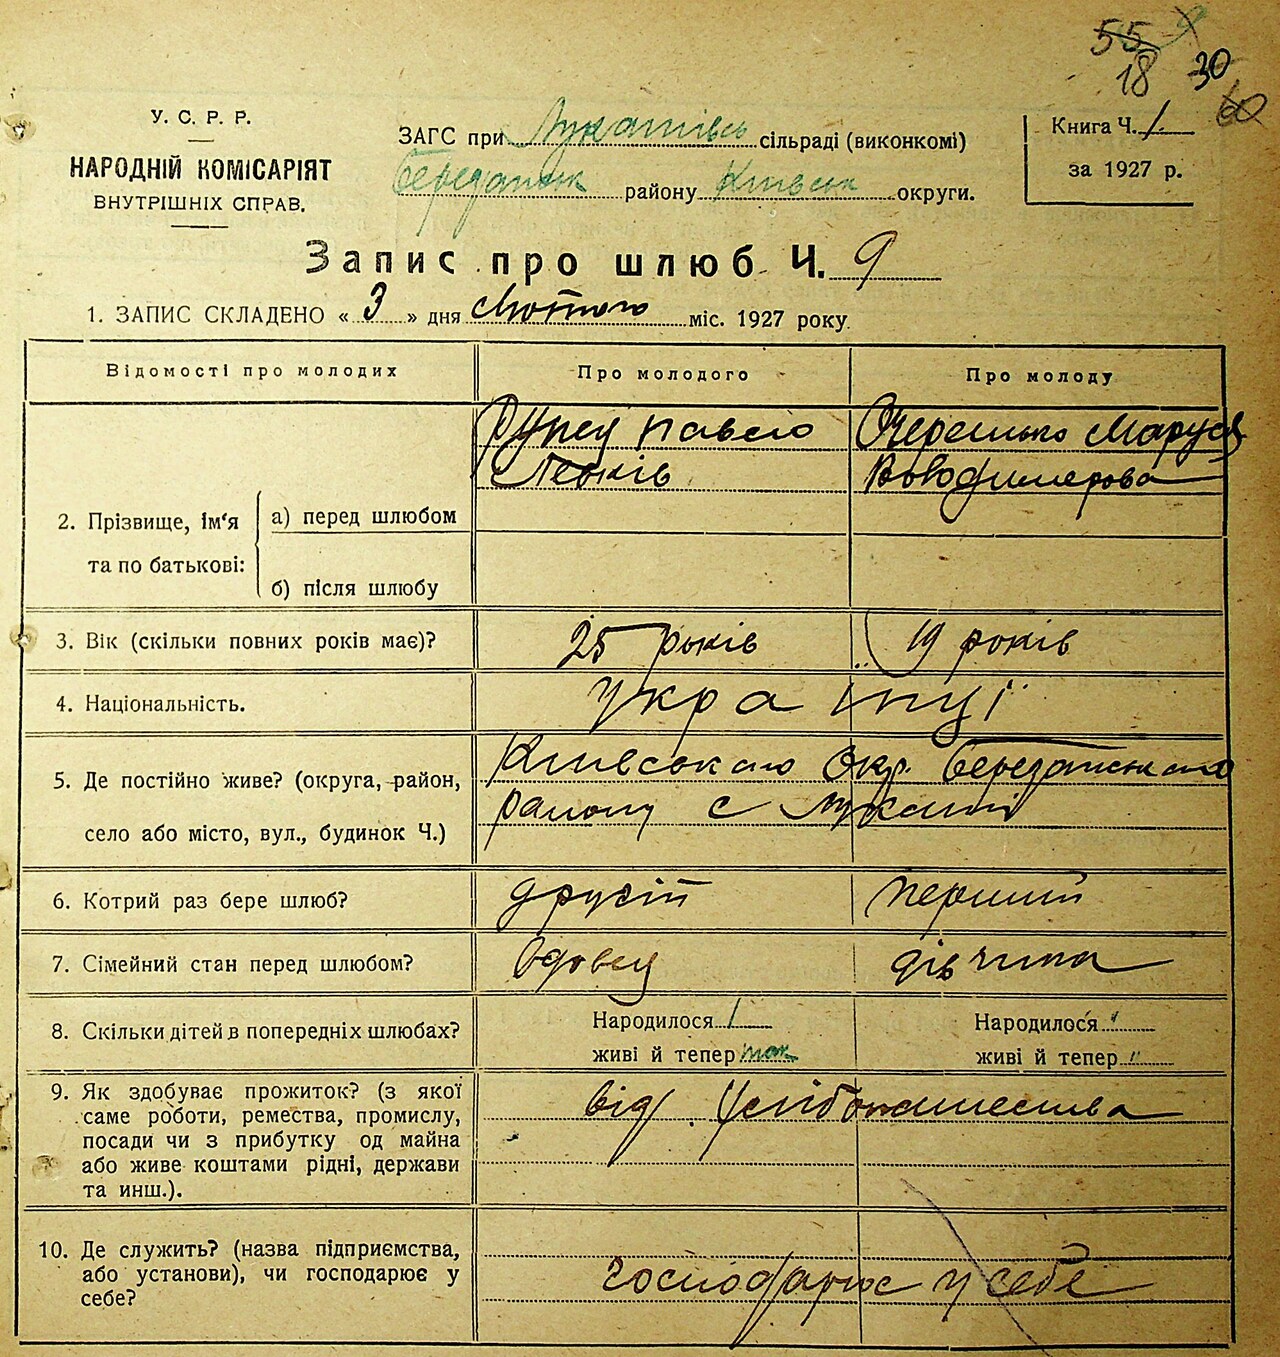 55 9
18 30
60
У. С. Р. Р.
НАРОДНІЙ КОМІСАРІЯТ
ВНУТРІШНІХ СПРАВ.
ЗАГС при Лукашівсь сільраді (виконкомі)
Березанськ району Київськ округи.
Книга Ч. 1
за 1927 р.
Запис про шлюб Ч. 9
1. ЗАПИС СКЛАДЕНО « 3 » дня Лютого міс. 1927 року.
Відомості про молодих
Про молодого
Про молоду
2. Прізвище, Ім'я
та по батькові:
а) перед шлюбом
б) після шлюбу
Павло
Очеретько Маруся
Володимерова
3. Вік (скільки повних років має)?
25 років
19 років
4. Національність.
українці
5. Де постійно живе? (округа, район,
село або місто, вул., будинок Ч.)
Київського Окр. Березанського
району с Лукаші
6. Котрий раз бере шлюб?
другій
перший
7. Сімейний стан перед шлюбом?
Вдовец
дівчина
8. Скільки дітей в попередніх шлюбах?
Народилося 1
живі й тепер так
Народилося "
живі й тепер "
9. Як здобуває прожиток? (з якої
саме роботи, ремества, промислу,
посади чи з прибутку од майна
або живе коштами рідні, держави
та инш.).
від
10. Де служить? (назва підприємства,
або установи), чи господарює у
себе?
господарює у себе